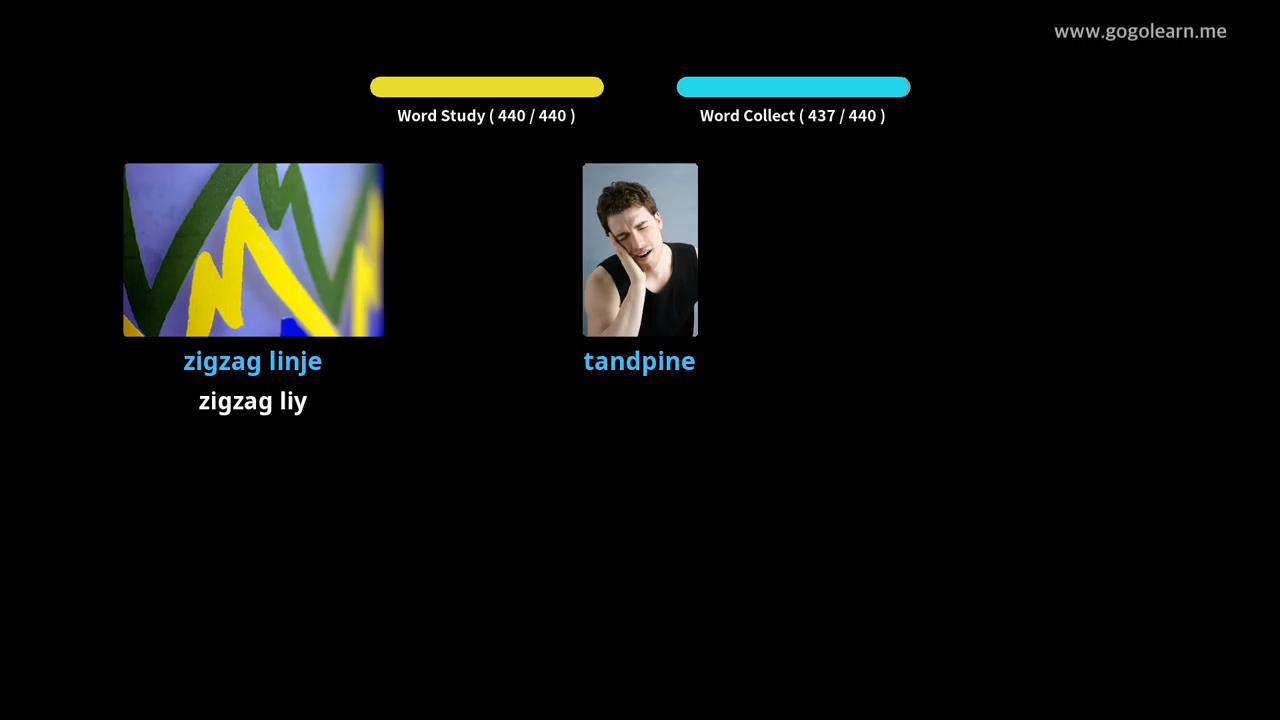 www.gogolearn.me
Word Study ( 440 / 440 )
Word Collect ( 437 / 440 )
zigzag linje
zigzag liy
tandpine